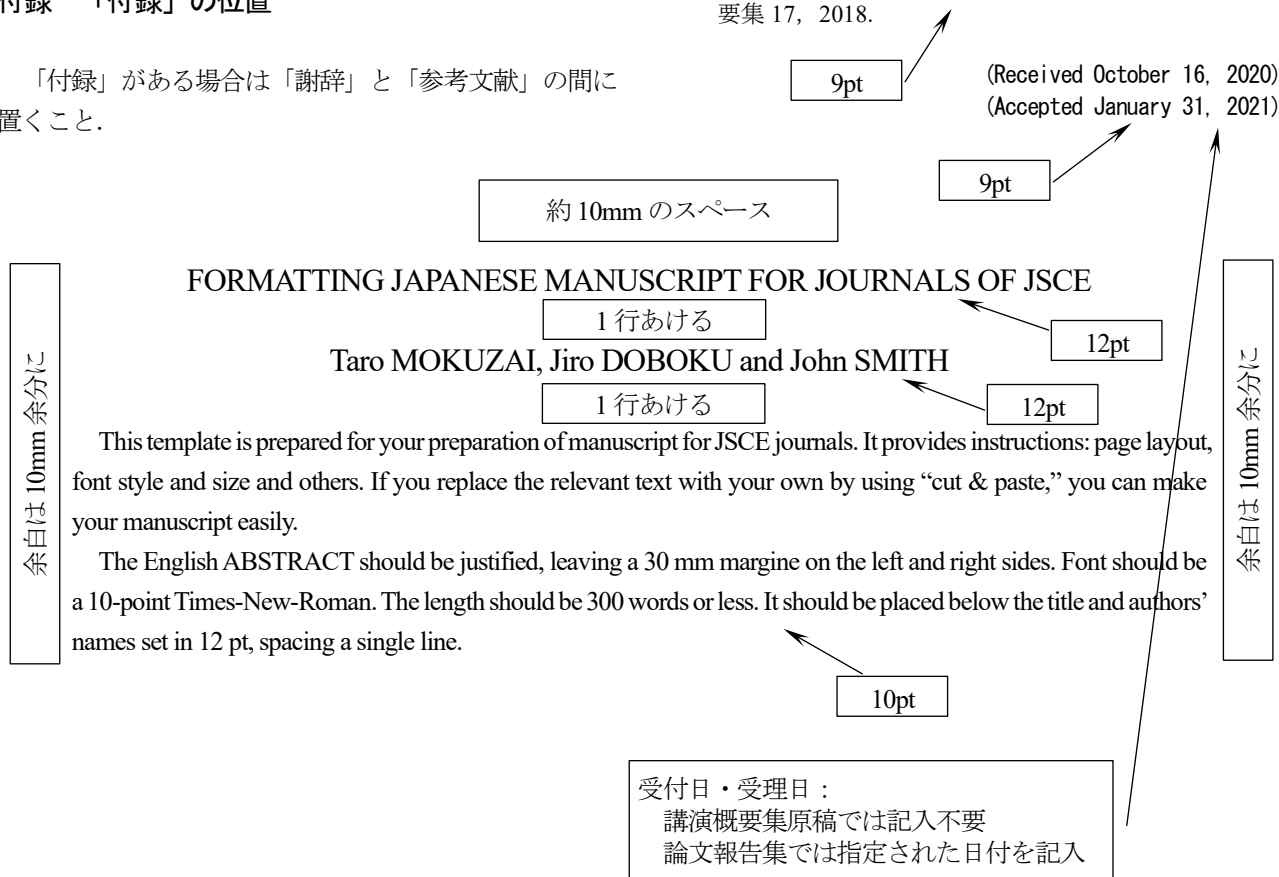 付録 「付録」の位置
「付録」がある場合は「謝辞」と「参考文献」の間に
置くこと.
要集 17, 2018.
9pt
(Received October 16, 2020)
(Accepted January 31, 2021)
9pt
約 10mm のスペース
FORMATTING JAPANESE MANUSCRIPT FOR JOURNALS OF JSCE
1 行あける
12pt
Taro MOKUZAI, Jiro DOBOKU and John SMITH
1 行あける
12pt
余白は 10mm 余分に
余白は 10mm 余分に
This template is prepared for your preparation of manuscript for JSCE journals. It provides instructions: page layout,
font style and size and others. If you replace the relevant text with your own by using “cut & paste,” you can make
your manuscript easily.
The English ABSTRACT should be justified, leaving a 30 mm margine on the left and right sides. Font should be
a 10-point Times-New-Roman. The length should be 300 words or less. It should be placed below the title and authors’
names set in 12 pt, spacing a single line.
10pt
受付日・受理日:
講演概要集原稿では記入不要
論文報告集では指定された日付を記入